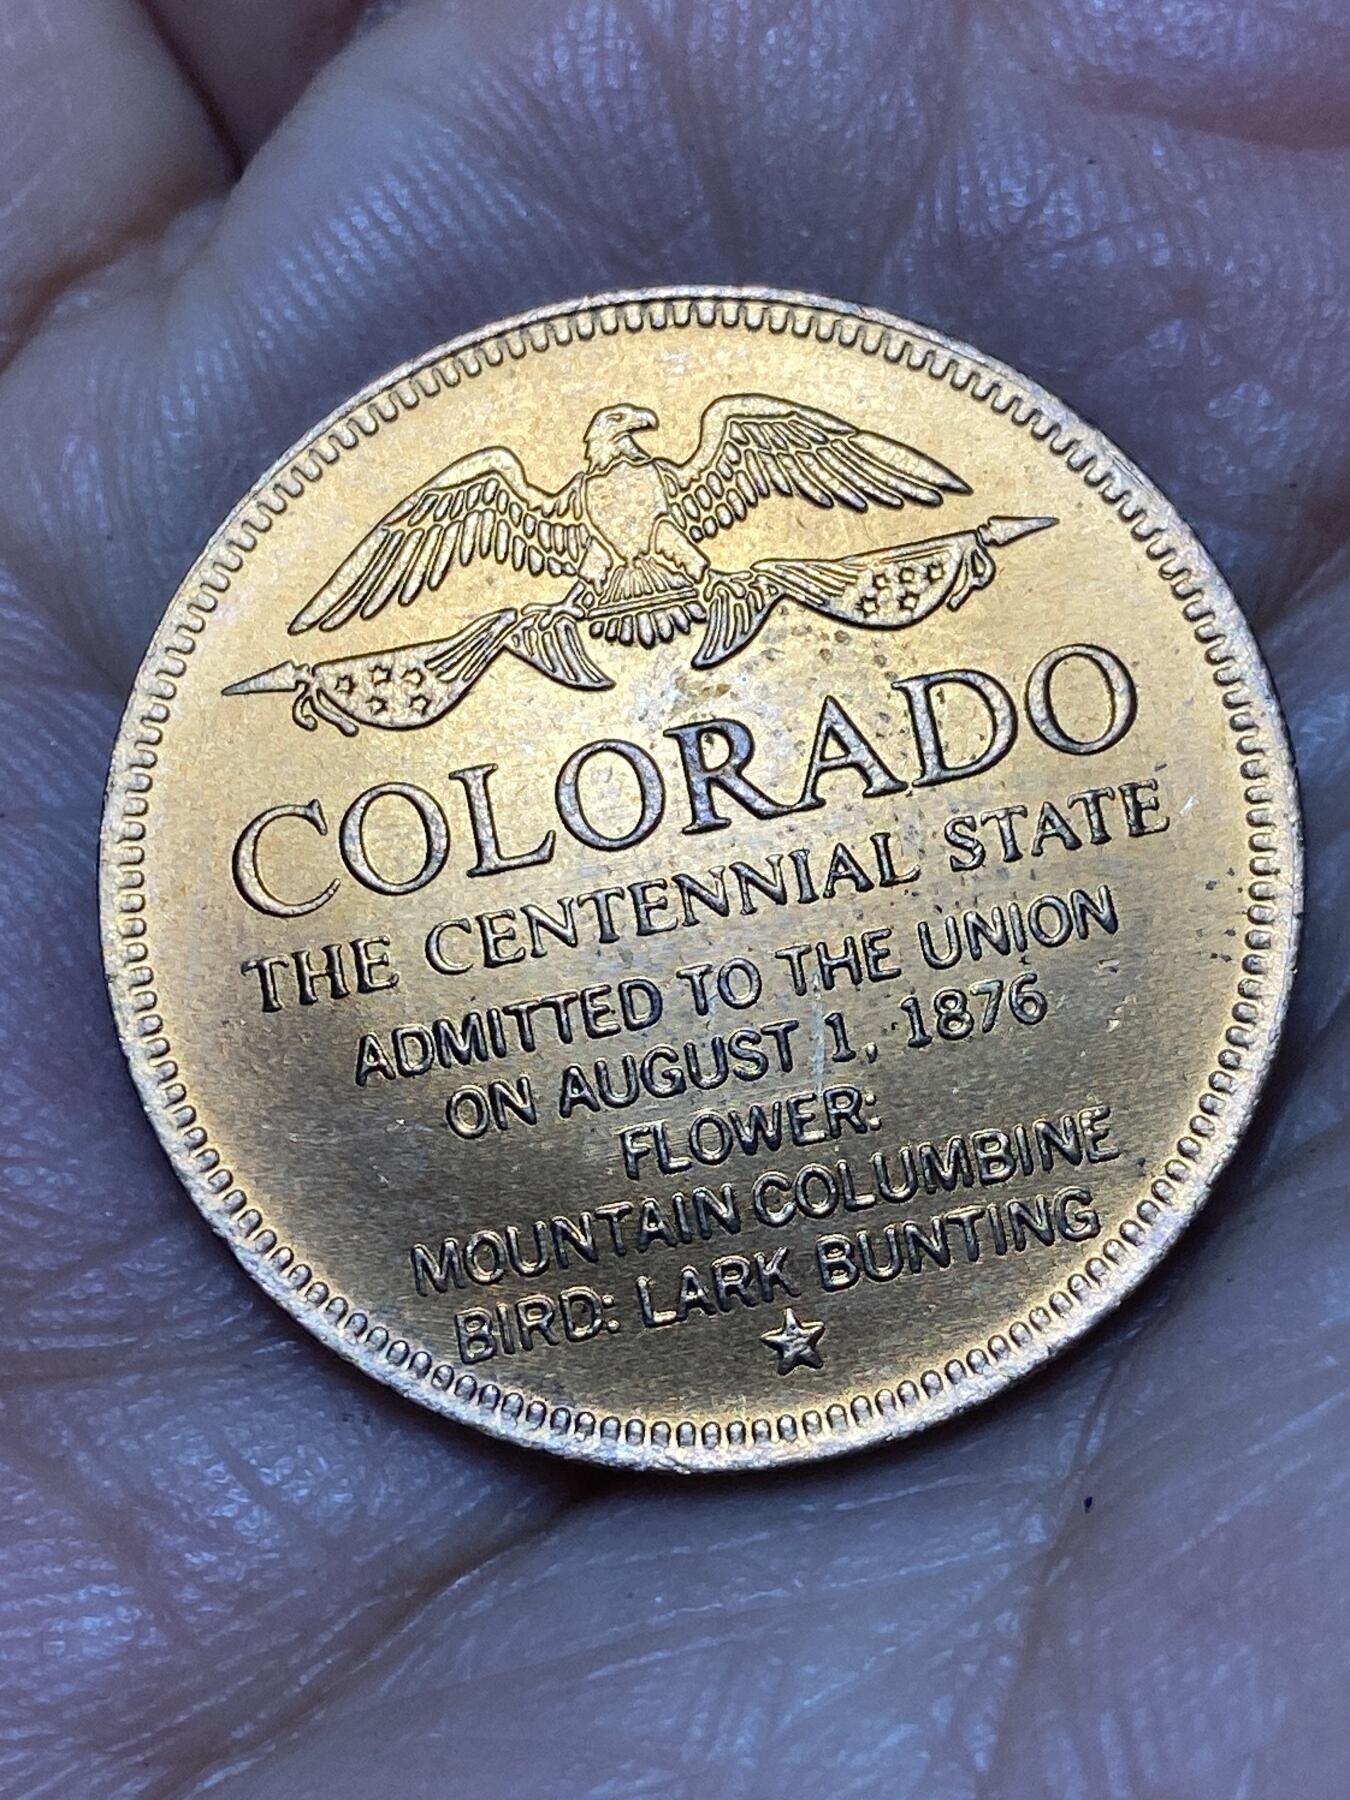 COLORADO
THE CENTENNIAL STATE
ADMITTED TO THE UNION
ON AUGUST 1, 1876
FLOWER:
MOUNTAIN COLUMBINE
BIRD: LARK BUNTING